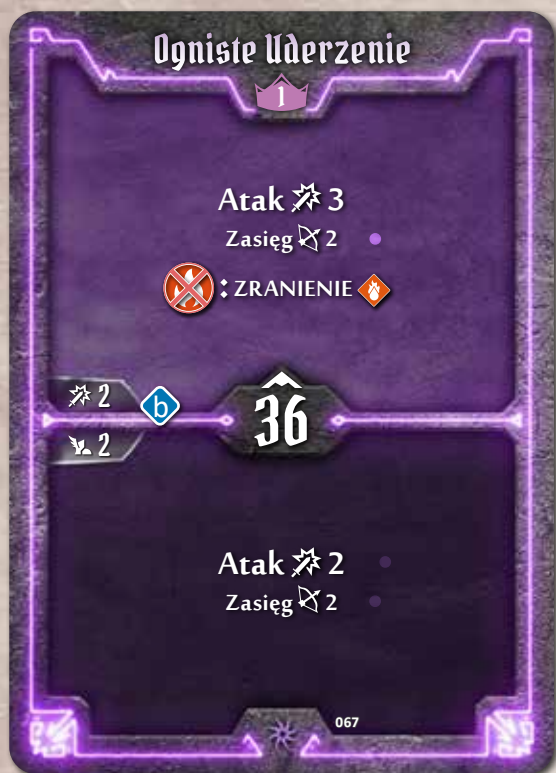 Ogniste Uderzenie
1
Atak 3
Zasięg 2
: ZRANIENIE
2
b
36
2
Atak 2
Zasięg 2
067